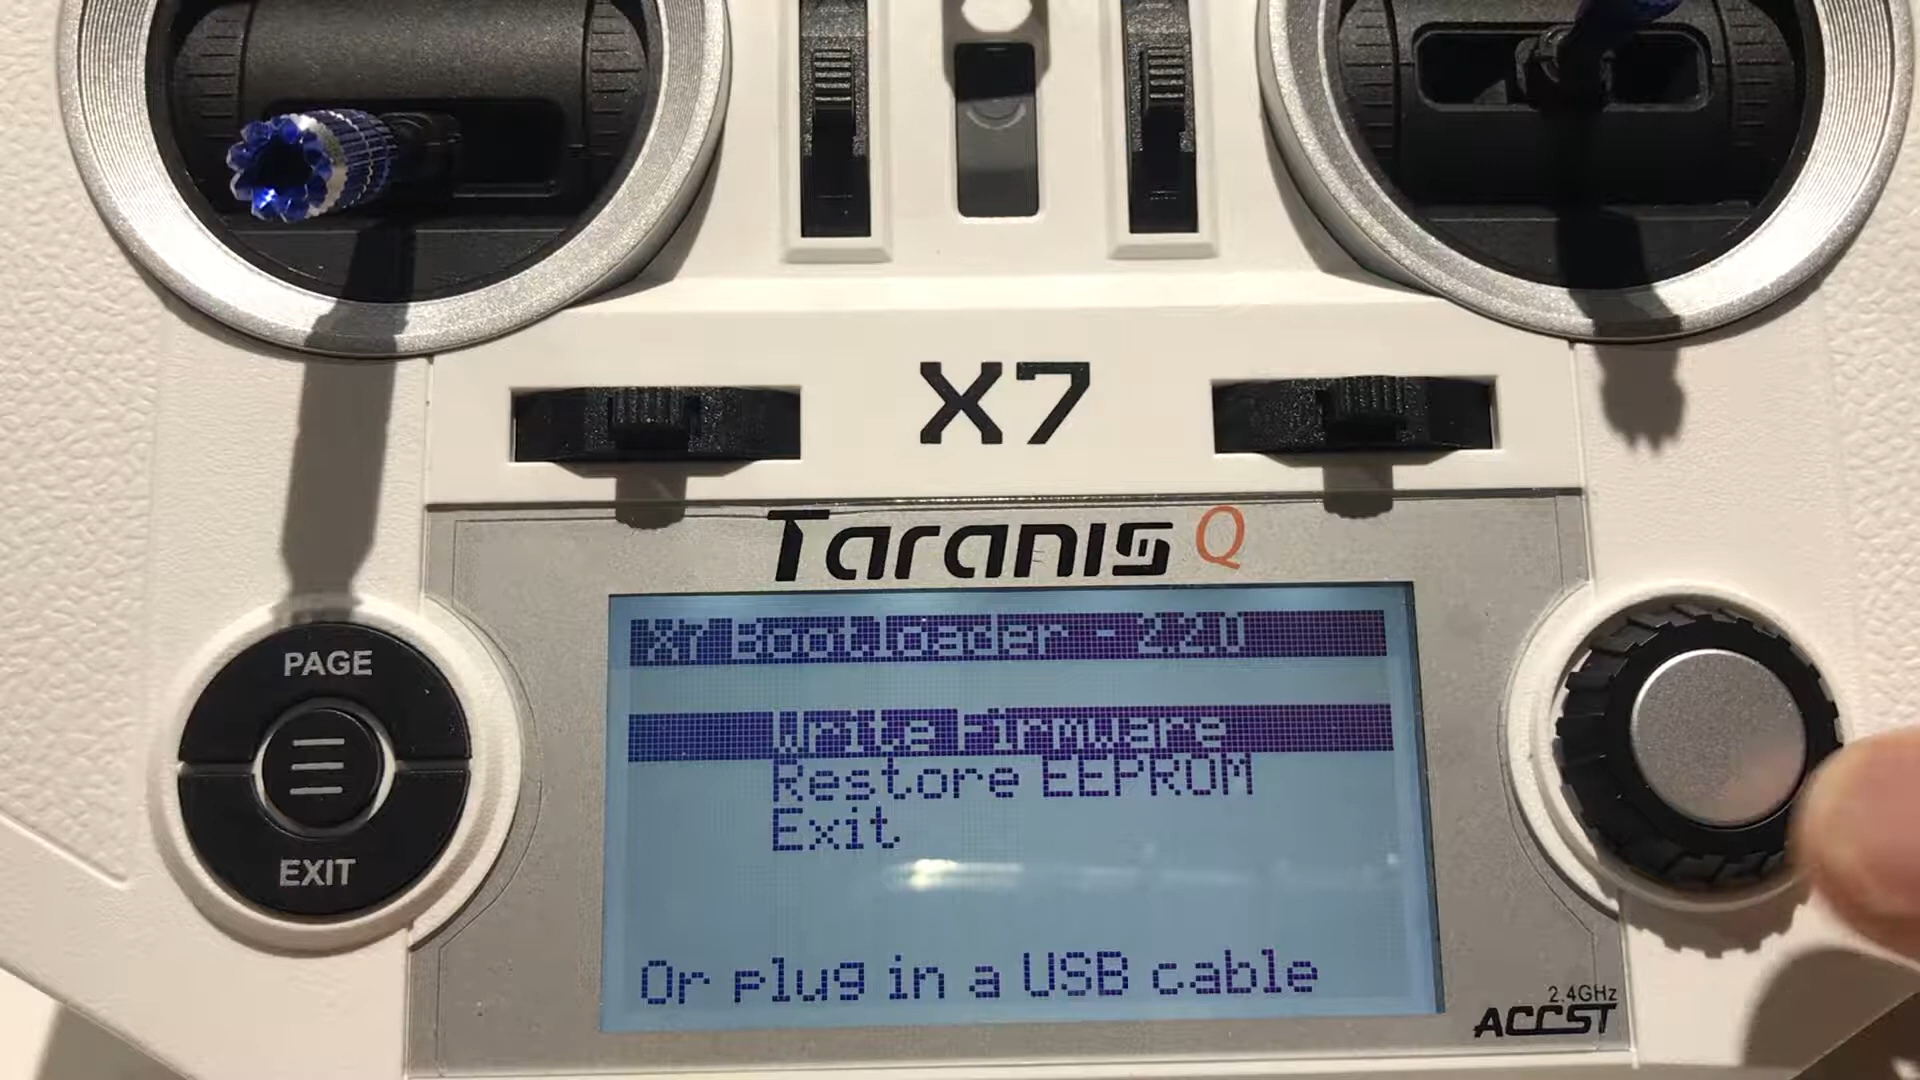 X7
Taranis Q
X7 Bootloader - 2.2.0
PAGE
Write Firmware
Restore EEPROM
Exit
EXIT
Or plug in a USB cable
2.4GHz
ACCST